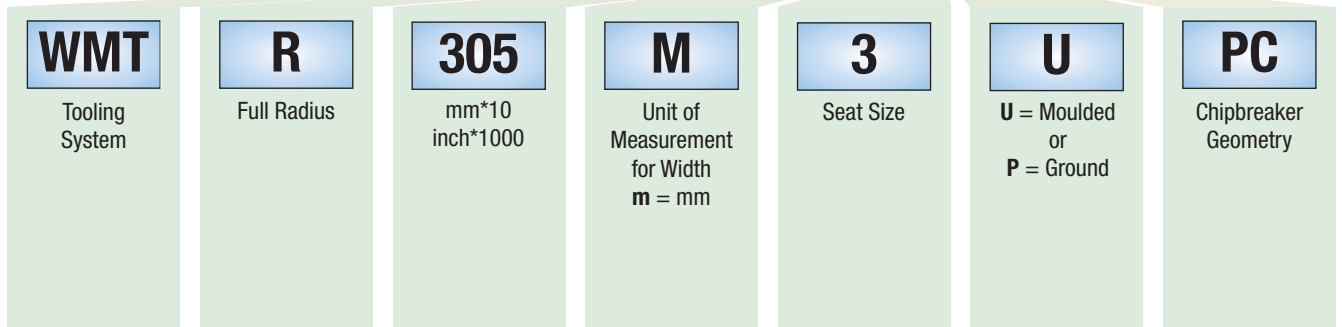 WMT
Tooling
System
R
Full Radius
305
mm*10
inch*1000
M
Unit of
Measurement
for Width
m = mm
3
Seat Size
U
U = Moulded
or
P = Ground
PC
Chipbreaker
Geometry